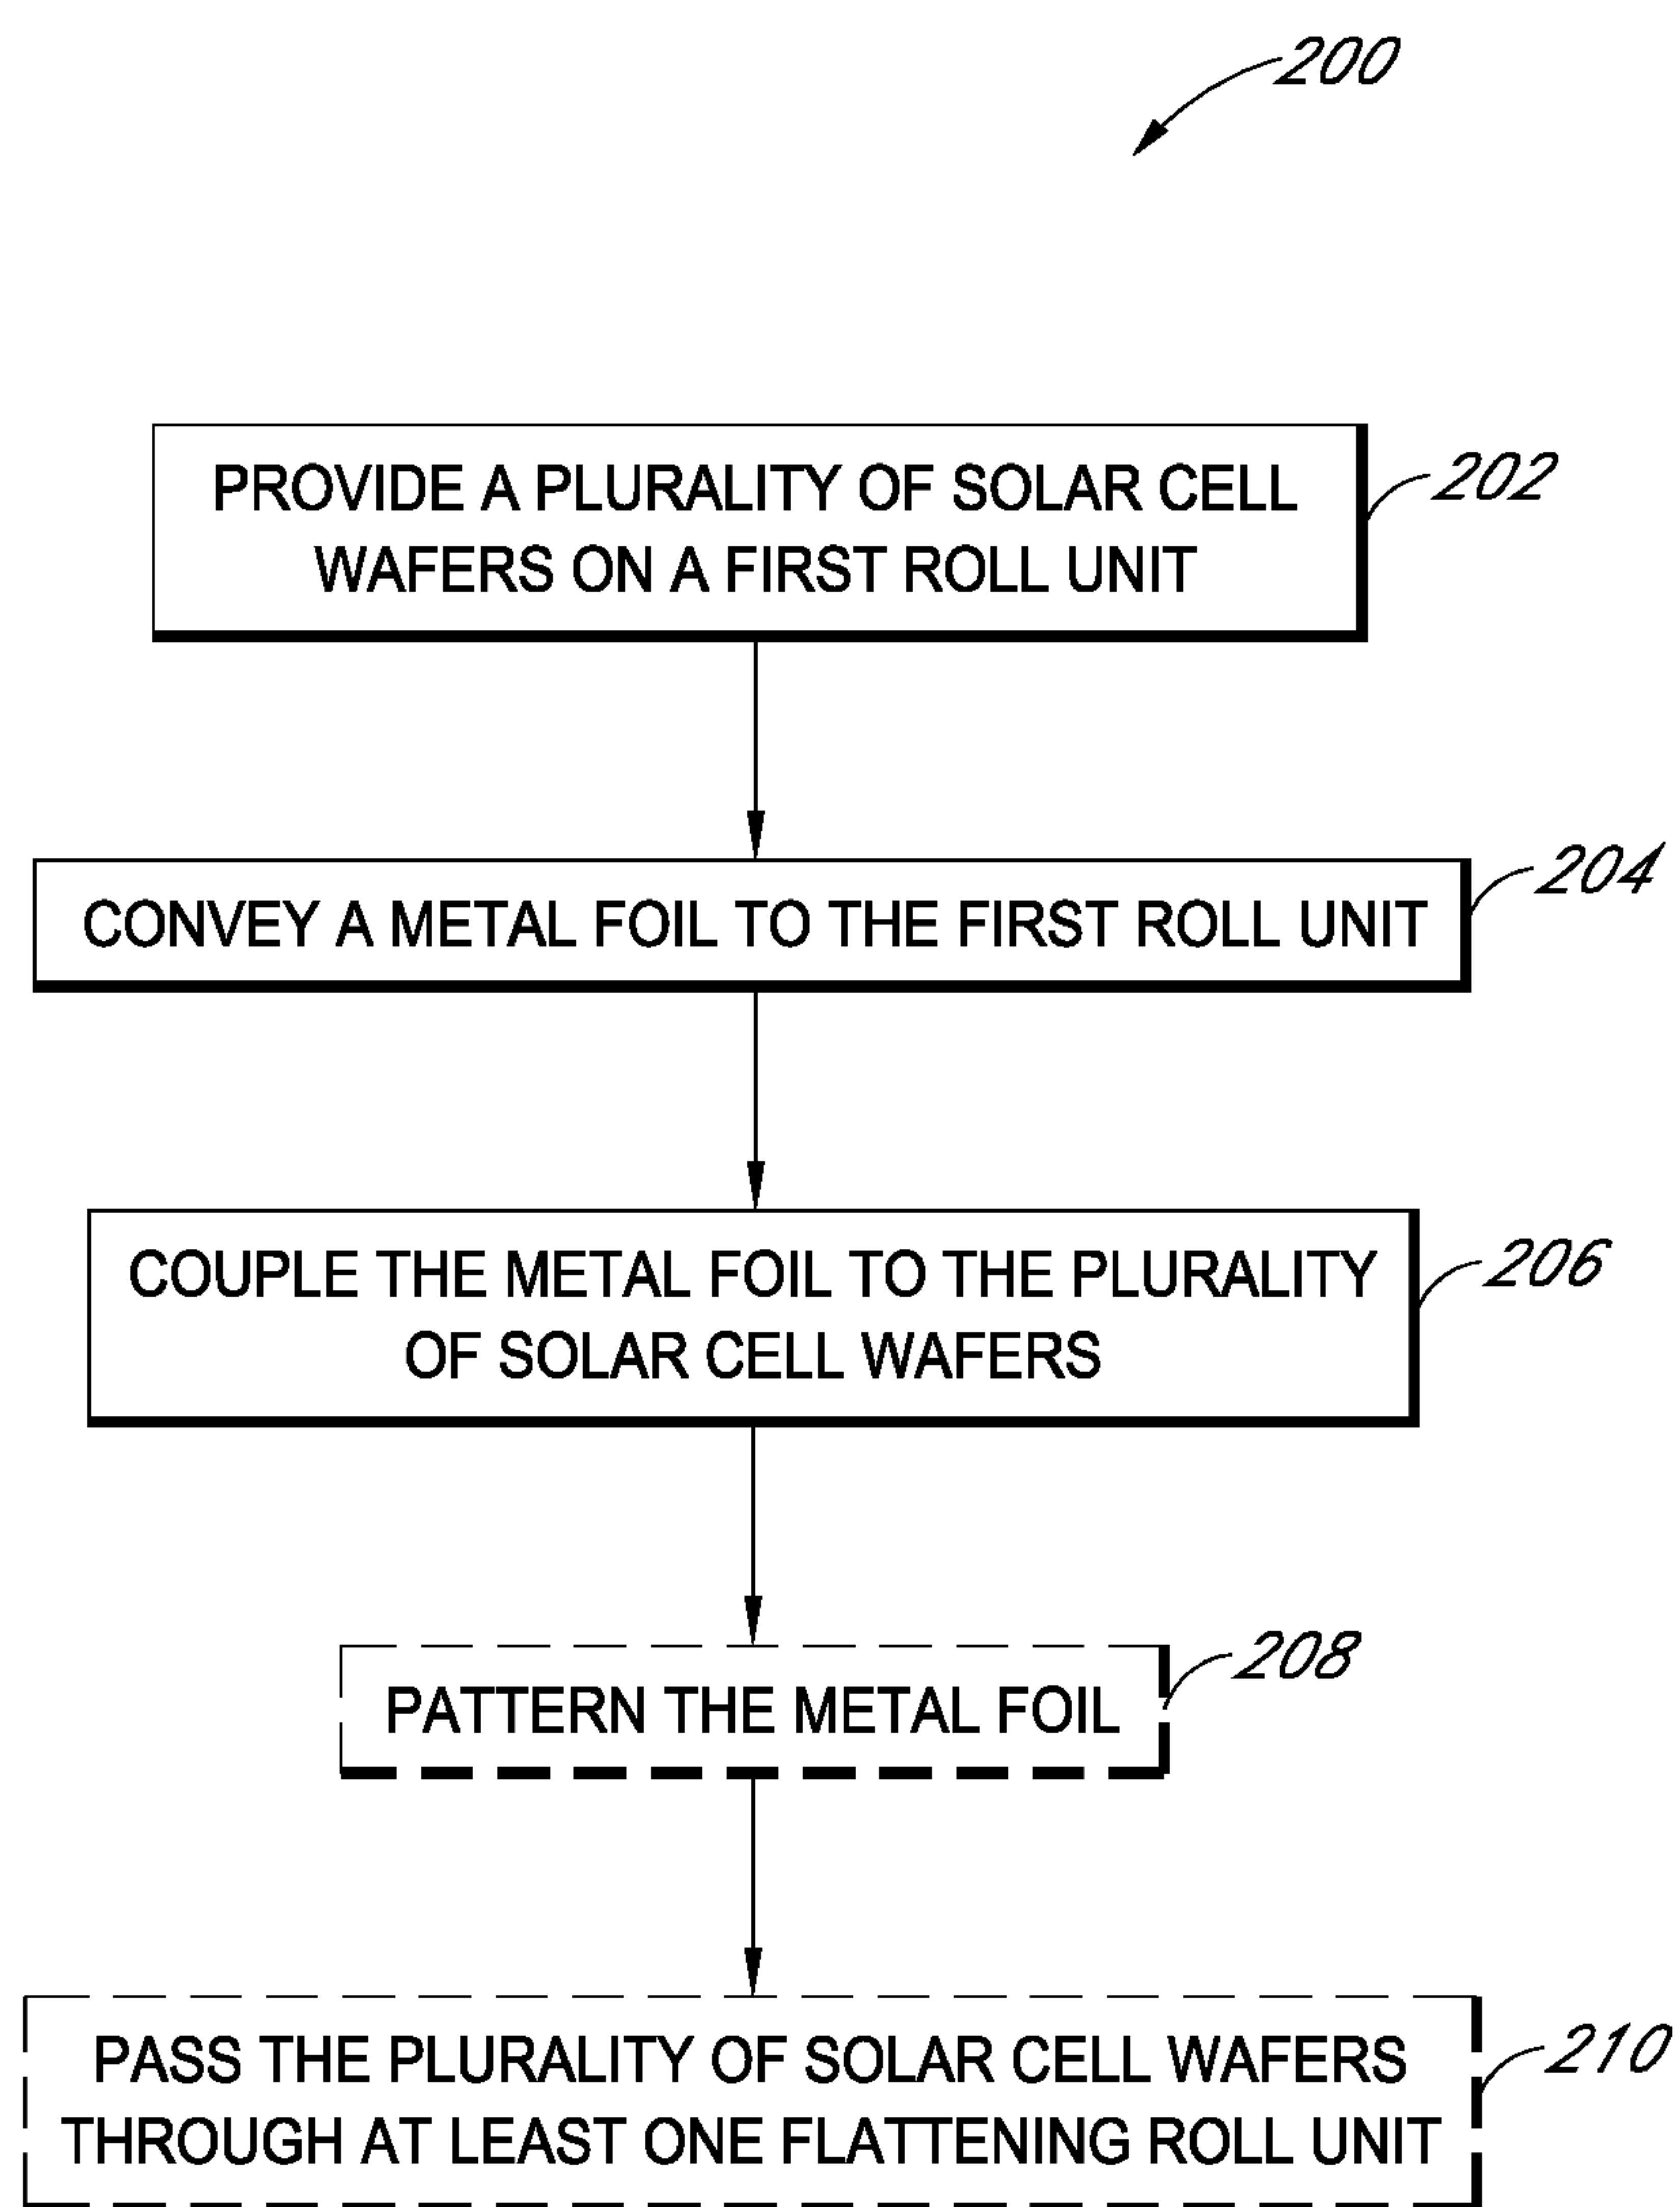 200
PROVIDE A PLURALITY OF SOLAR CELL
WAFERS ON A FIRST ROLL UNIT
202
CONVEY A METAL FOIL TO THE FIRST ROLL UNIT
204
COUPLE THE METAL FOIL TO THE PLURALITY
OF SOLAR CELL WAFERS
206
PATTERN THE METAL FOIL
208
PASS THE PLURALITY OF SOLAR CELL WAFERS
THROUGH AT LEAST ONE FLATTENING ROLL UNIT
210